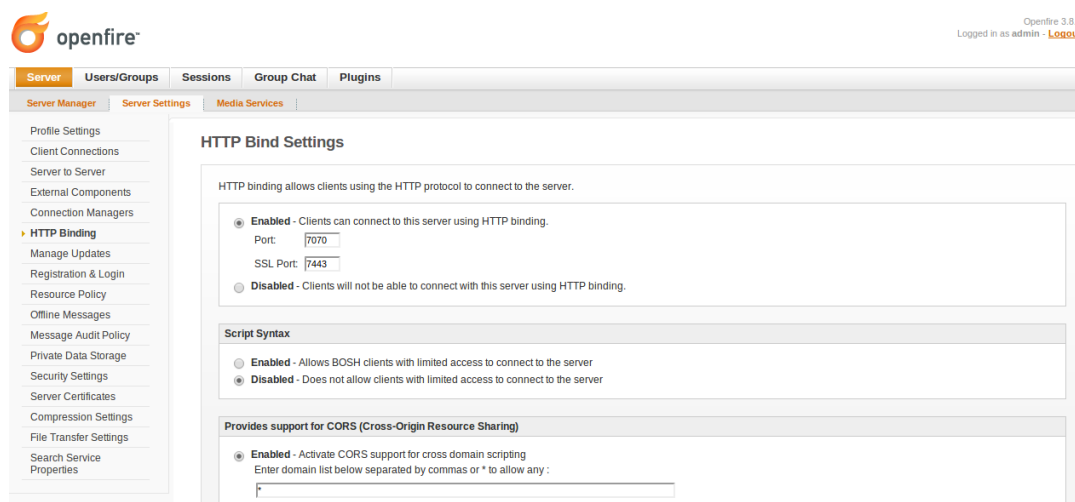 openfire™
Openfire 3.8.
Logged in as admin - Logou
Server Users/Groups Sessions Group Chat Plugins
Server Manager Server Settings Media Services
Profile Settings
Client Connections
Server to Server
External Components
Connection Managers
HTTP Binding
Manage Updates
Registration & Login
Resource Policy
Offline Messages
Message Audit Policy
Private Data Storage
Security Settings
Server Certificates
Compression Settings
File Transfer Settings
Search Service
Properties
HTTP Bind Settings
HTTP binding allows clients using the HTTP protocol to connect to the server.
Enabled - Clients can connect to this server using HTTP binding.
Port: 7070
SSL Port: 7443
Disabled - Clients will not be able to connect with this server using HTTP binding.
Script Syntax
Enabled - Allows BOSH clients with limited access to connect to the server
Disabled - Does not allow clients with limited access to connect to the server
Provides support for CORS (Cross-Origin Resource Sharing)
Enabled - Activate CORS support for cross domain scripting
Enter domain list below separated by commas or * to allow any :
*